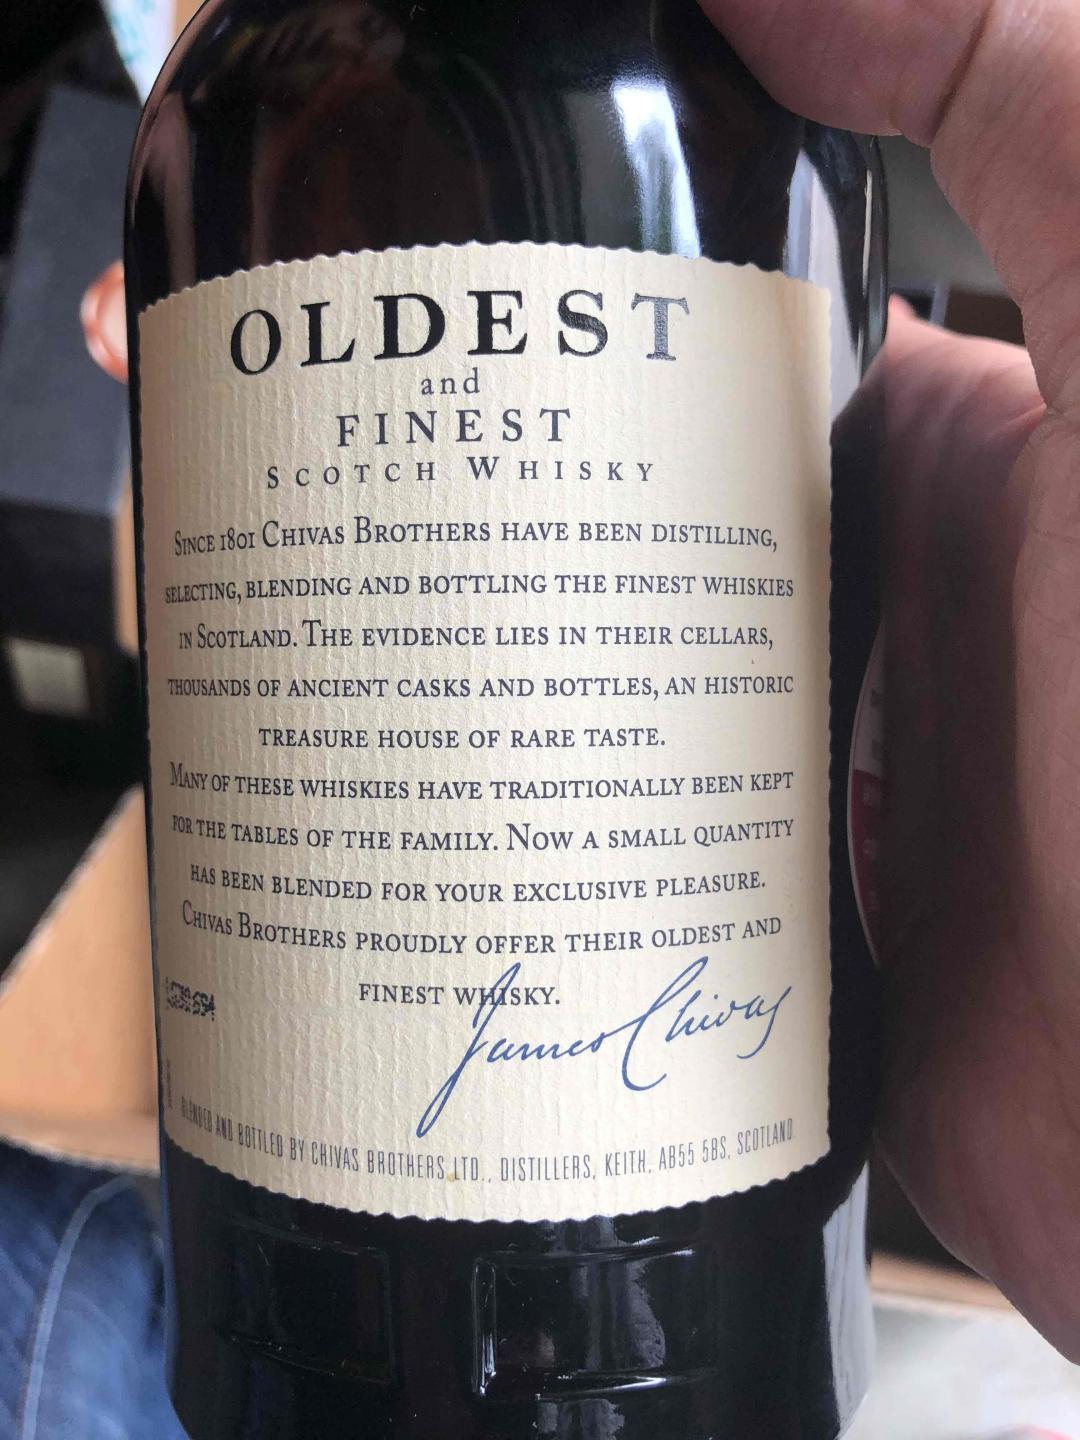 OLDEST
and
FINEST
SCOTCH WHISKY
SINCE 1801 CHIVAS BROTHERS HAVE BEEN DISTILLING,
SELECTING, BLENDING AND BOTTLING THE FINEST WHISKIES
IN SCOTLAND. THE EVIDENCE LIES IN THEIR CELLARS,
THOUSANDS OF ANCIENT CASKS AND BOTTLES, AN HISTORIC
TREASURE HOUSE OF RARE TASTE.
MANY OF THESE WHISKIES HAVE TRADITIONALLY BEEN KEPT
FOR THE TABLES OF THE FAMILY. NOW A SMALL QUANTITY
HAS BEEN BLENDED FOR YOUR EXCLUSIVE PLEASURE.
CHIVAS BROTHERS PROUDLY OFFER THEIR OLDEST AND
FINEST WHISKY.
James Chivas
BLENDED AND BOTTLED BY CHIVAS BROTHERS LTD., DISTILLERS, KEITH, AB55 5BS, SCOTLAND.